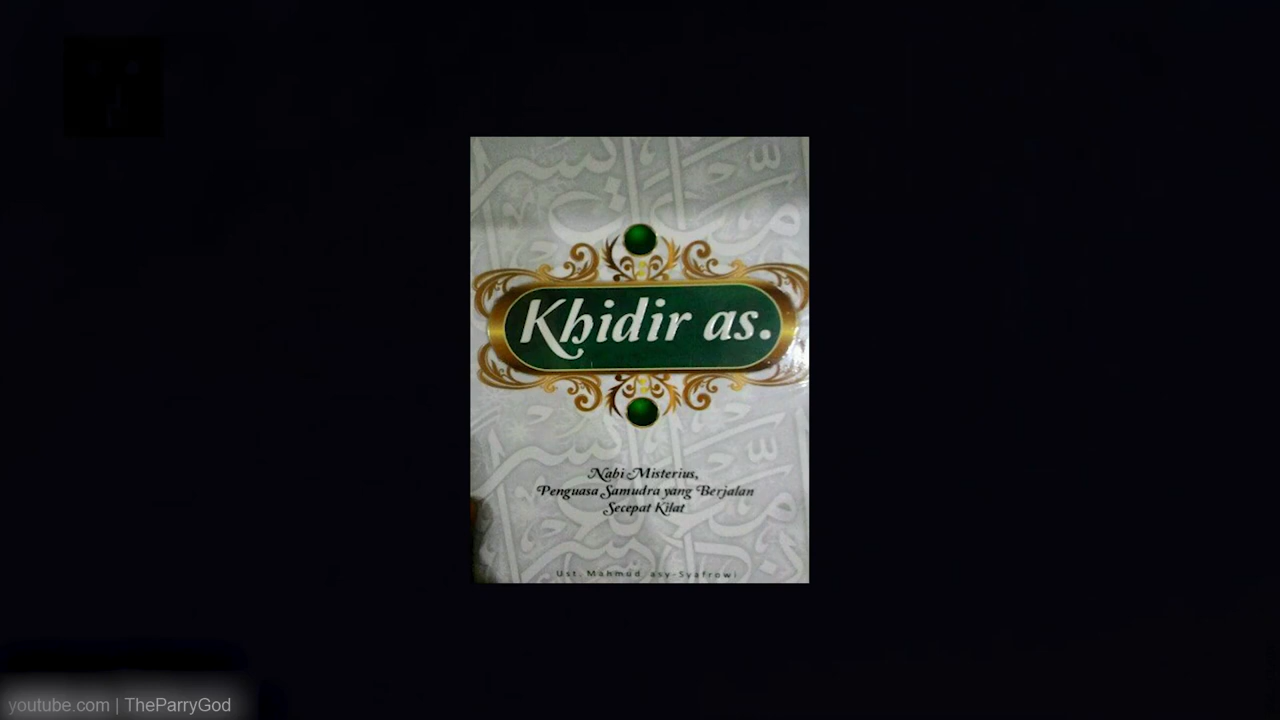 Khidir as.
Nabi Misterius,
Penguasa Samudra yang Berjalan
Secepat Kilat
Ust. Mahmud asy-Syafrowi
youtube.com | TheParryGod